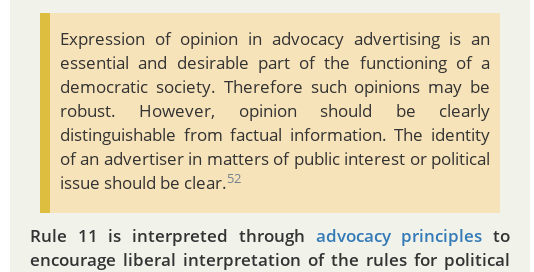 Expression of opinion in advocacy advertising is an
essential and desirable part of the functioning of a
democratic society. Therefore such opinions may be
robust. However, opinion should be clearly
distinguishable from factual information. The identity
of an advertiser in matters of public interest or political
issue should be clear.52
Rule 11 is interpreted through advocacy principles to
encourage liberal interpretation of the rules for political